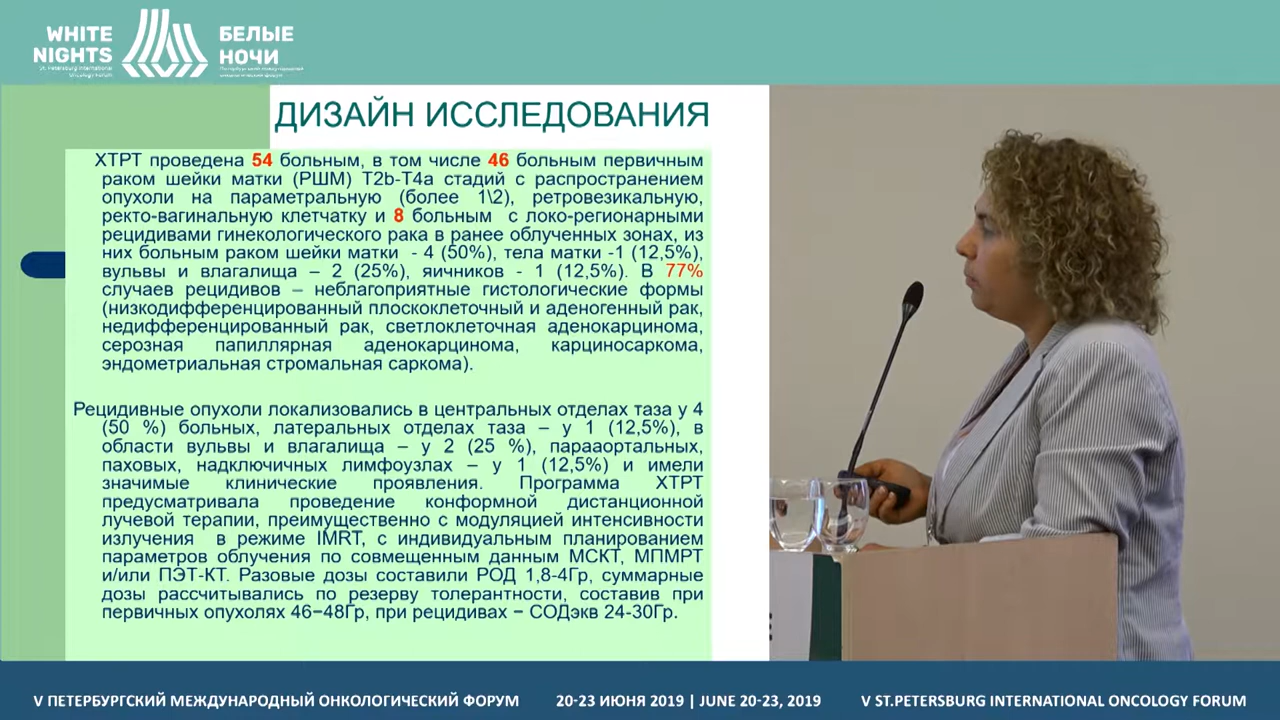 WHITE
NIGHTS
St. Petersburg International
Oncology Forum
БЕЛЫЕ
НОЧИ
Петербургский международный
онкологический форум
ДИЗАЙН ИССЛЕДОВАНИЯ
ХТРТ проведена 54 больным, в том числе 46 больным первичным
раком шейки матки (РШМ) T2b-T4a стадий с распространением
опухоли на параметральную (более 1\2), ретровезикальную,
ректо-вагинальную клетчатку и 8 больным с локо-регионарными
рецидивами гинекологического рака в ранее облученных зонах, из
них больным раком шейки матки - 4 (50%), тела матки -1 (12,5%),
вульвы и влагалища – 2 (25%), яичников - 1 (12,5%). В 77%
случаев рецидивов – неблагоприятные гистологические формы
(низкодифференцированный плоскоклеточный и аденогенный рак,
недифференцированный рак, светлоклеточная аденокарцинома,
серозная папиллярная аденокарцинома, карциносаркома,
эндометриальная стромальная саркома).
Рецидивные опухоли локализовались в центральных отделах таза у 4
(50 %) больных, латеральных отделах таза – у 1 (12,5%), в
области вульвы и влагалища – у 2 (25 %), парааортальных,
паховых, надключичных лимфоузлах – у 1 (12,5%) и имели
значимые клинические проявления. Программа ХТРТ
предусматривала проведение конформной дистанционной
лучевой терапии, преимущественно с модуляцией интенсивности
излучения в режиме IMRT, с индивидуальным планированием
параметров облучения по совмещенным данным МСКТ, МПМРТ
и/или ПЭТ-КТ. Разовые дозы составили РОД 1,8-4Гр, суммарные
дозы рассчитывались по резерву толерантности, составив при
первичных опухолях 46−48Гр, при рецидивах − СОДэкв 24-30Гр.
V ПЕТЕРБУРГСКИЙ МЕЖДУНАРОДНЫЙ ОНКОЛОГИЧЕСКИЙ ФОРУМ
20-23 ИЮНЯ 2019 | JUNE 20-23, 2019
V ST.PETERSBURG INTERNATIONAL ONCOLOGY FORUM